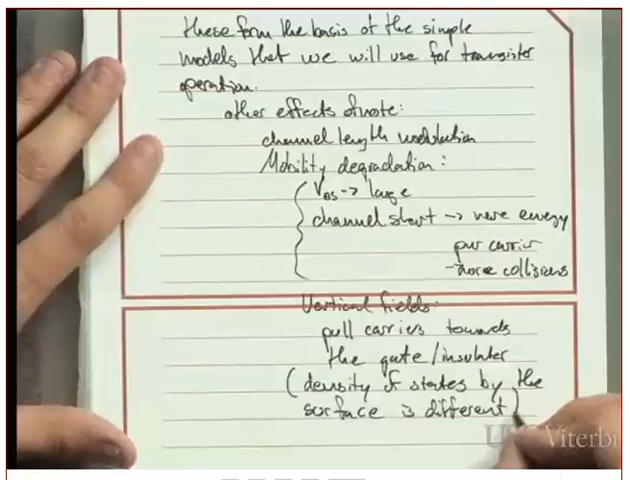 these form the basis of the simple
models that we will use for transister
operation.
other effects of note:
channel length modulation
Mobility degradation:
VDS -> large
channel short -> more energy
per carrier
-more collisions
Vertical fields:
pull carriers towards
the gate/insulator
(density of states by the
surface is different)
Viterbi